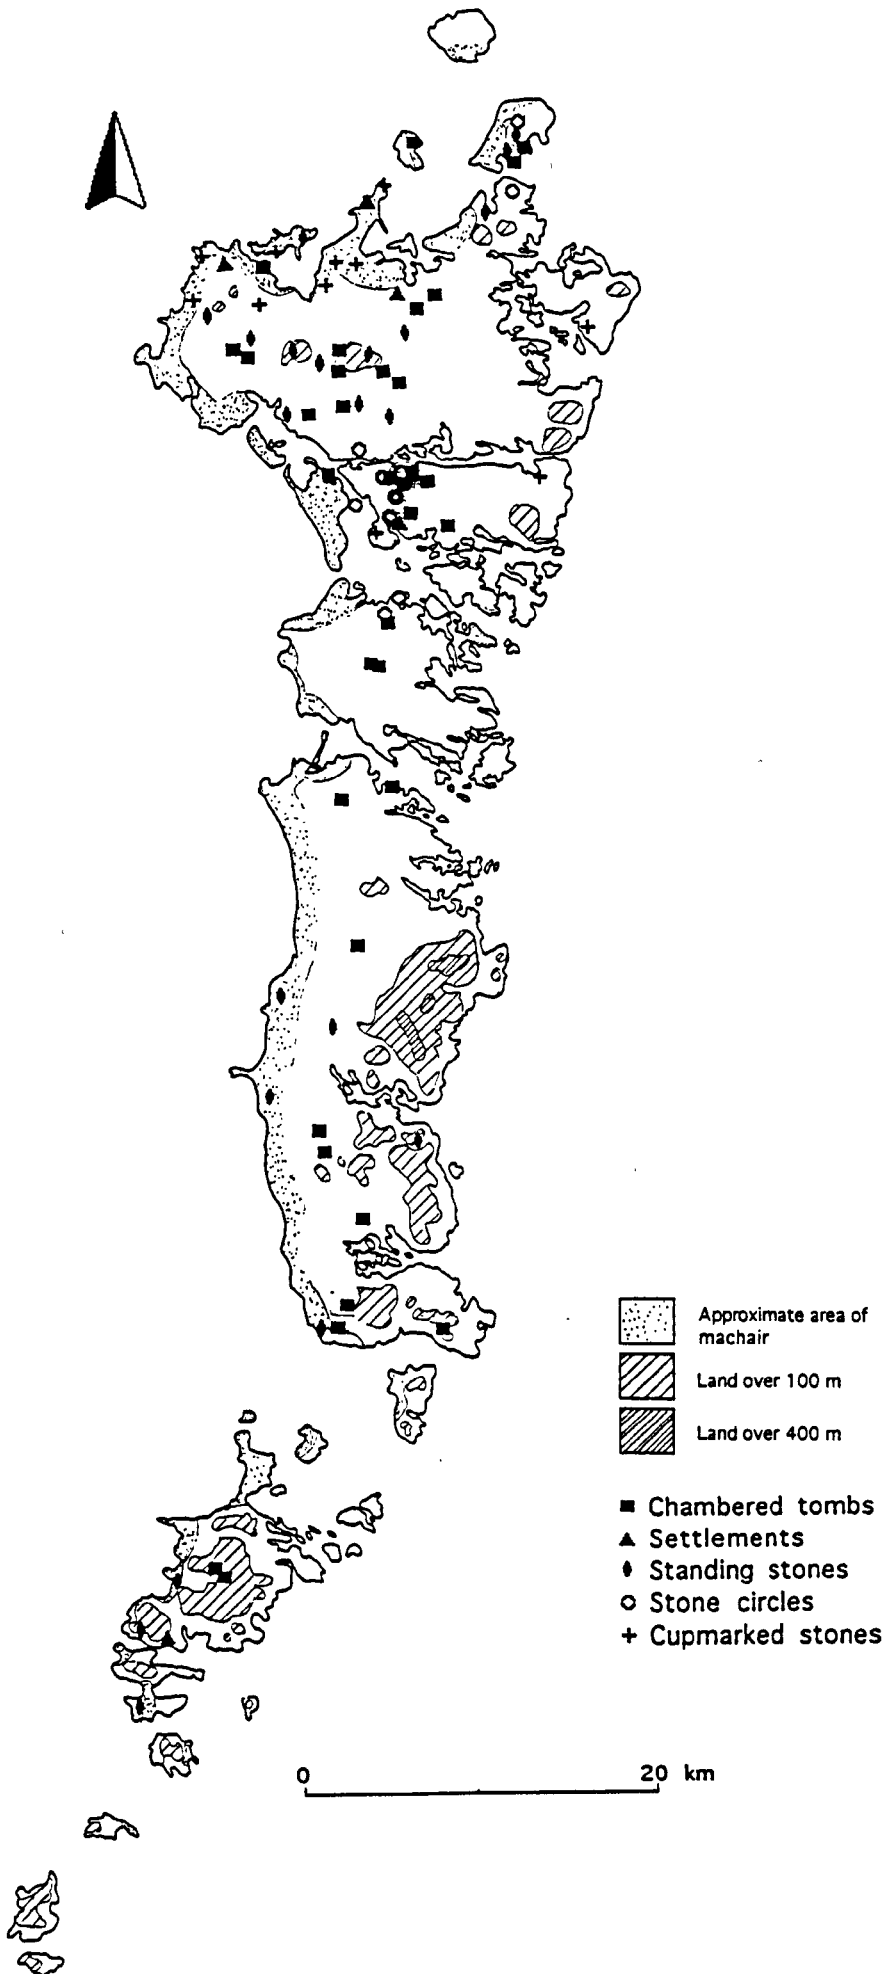 Approximate area of
machair
Land over 100 m
Land over 400 m
Chambered tombs
Settlements
Standing stones
Stone circles
Cupmarked stones
0 20 km